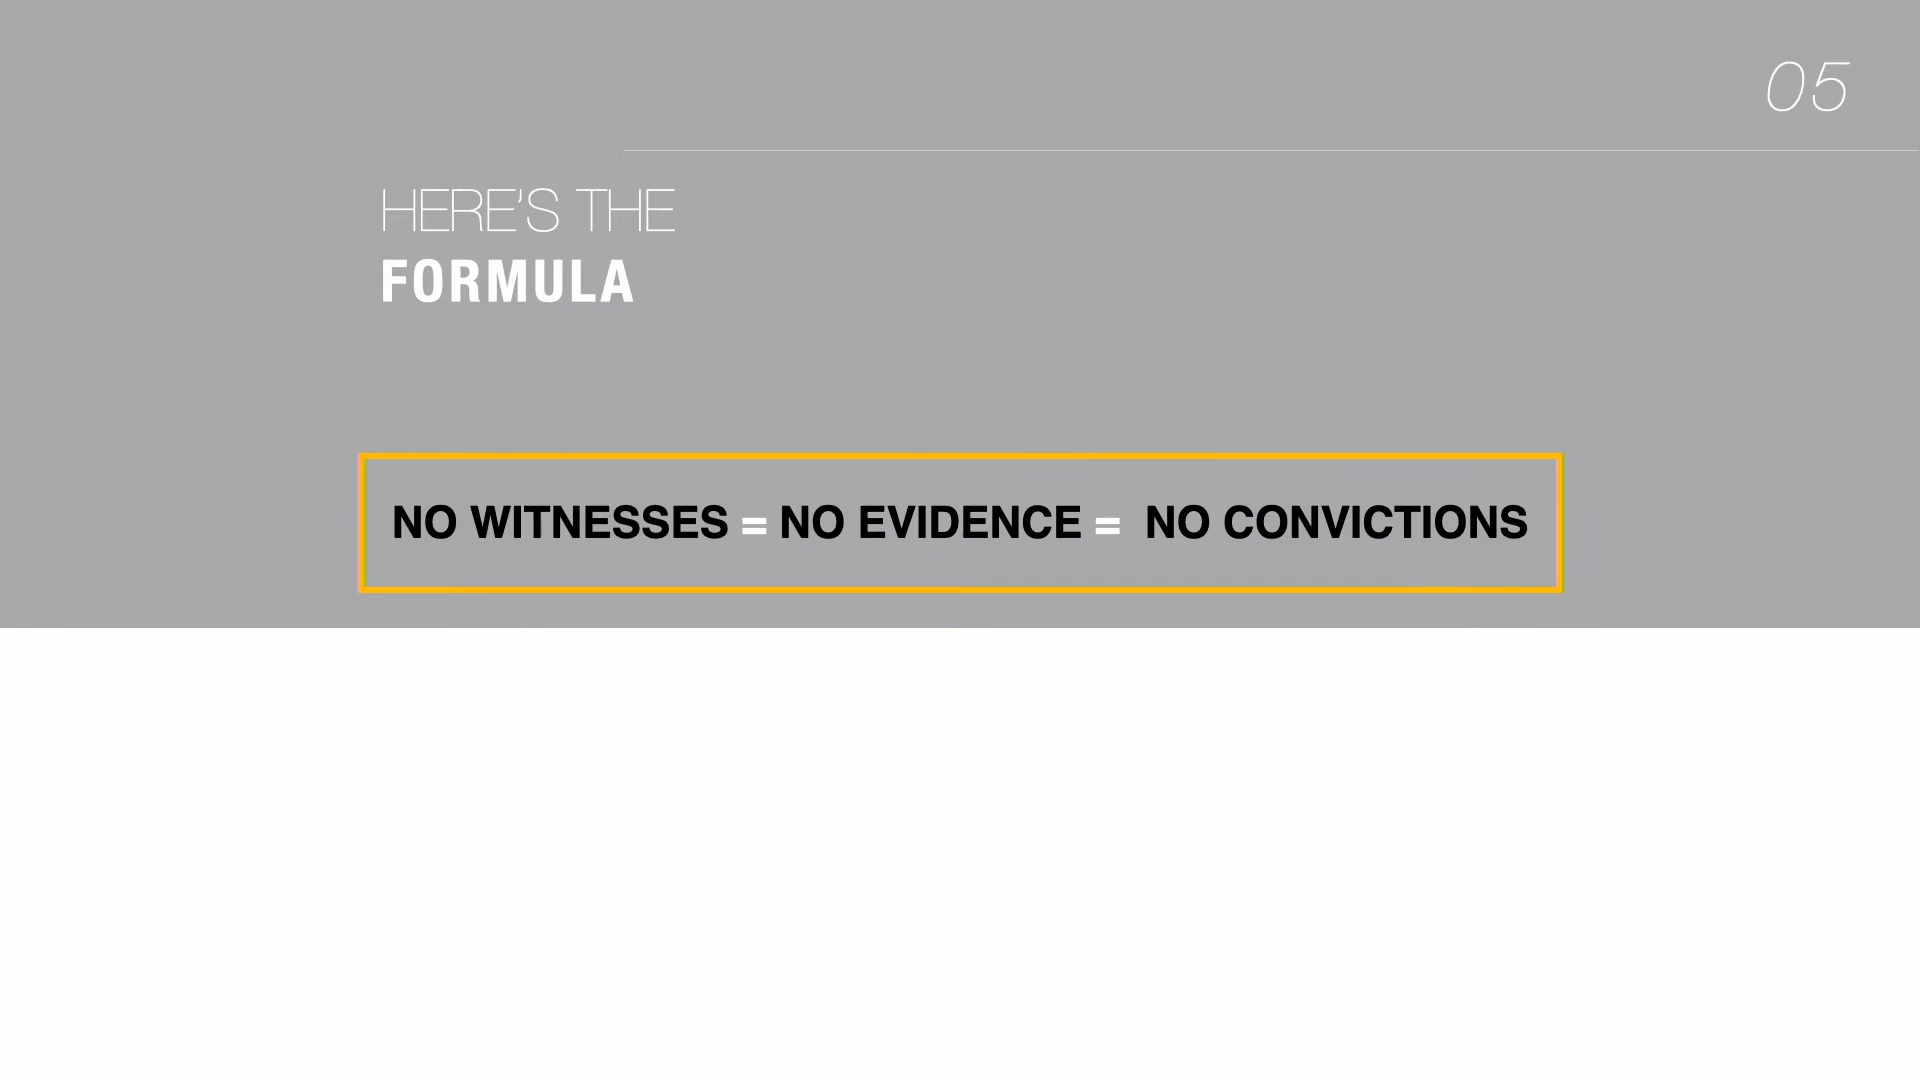 05
HERE'S THE
FORMULA
NO WITNESSES = NO EVIDENCE = NO CONVICTIONS